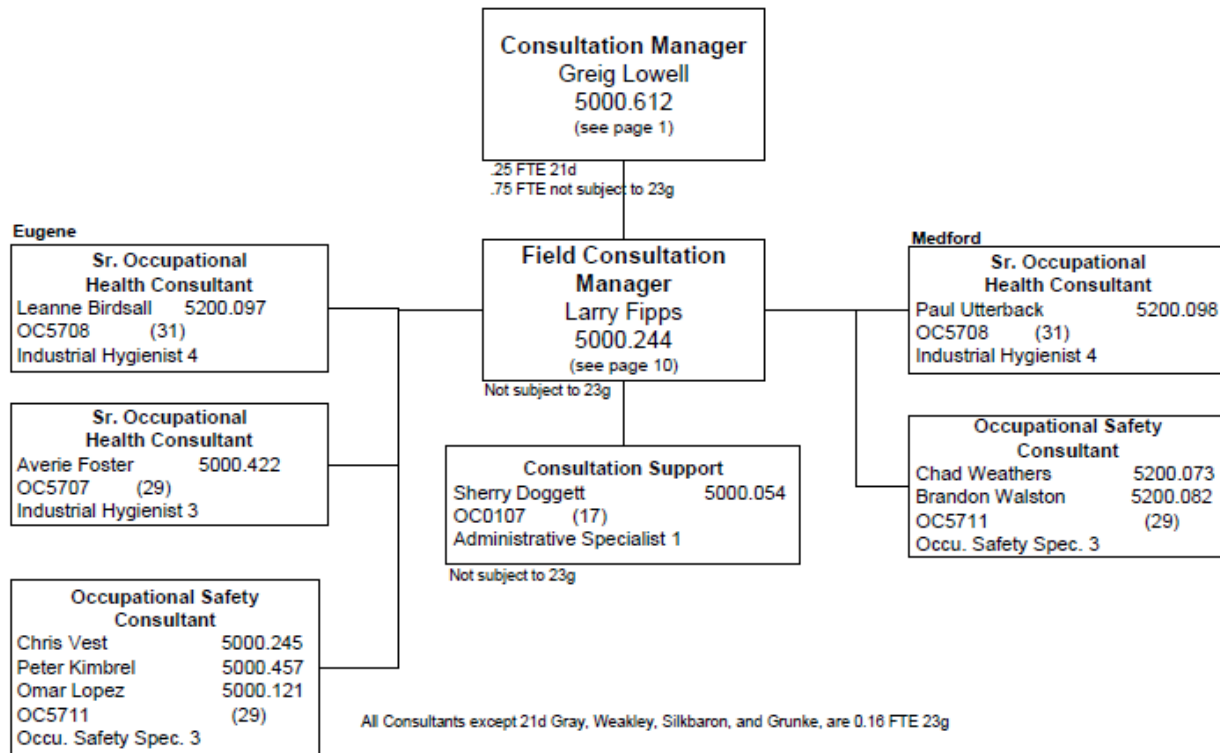 Consultation Manager
Greig Lowell
5000.612
(see page 1)
.25 FTE 21d
.75 FTE not subject to 23g
Eugene
Sr. Occupational
Health Consultant
Leanne Birdsall 5200.097
OC5708 (31)
Industrial Hygienist 4
Sr. Occupational
Health Consultant
Averie Foster 5000.422
OC5707 (29)
Industrial Hygienist 3
Occupational Safety
Consultant
Chris Vest 5000.245
Peter Kimbrel 5000.457
Omar Lopez 5000.121
OC5711 (29)
Occu. Safety Spec. 3
Field Consultation
Manager
Larry Fipps
5000.244
(see page 10)
Not subject to 23g
Consultation Support
Sherry Doggett 5000.054
OC0107 (17)
Administrative Specialist 1
Not subject to 23g
Medford
Sr. Occupational
Health Consultant
Paul Utterback 5200.098
OC5708 (31)
Industrial Hygienist 4
Occupational Safety
Consultant
Chad Weathers 5200.073
Brandon Walston 5200.082
OC5711 (29)
Occu. Safety Spec. 3
All Consultants except 21d Gray, Weakley, Silkbaron, and Grunke, are 0.16 FTE 23g